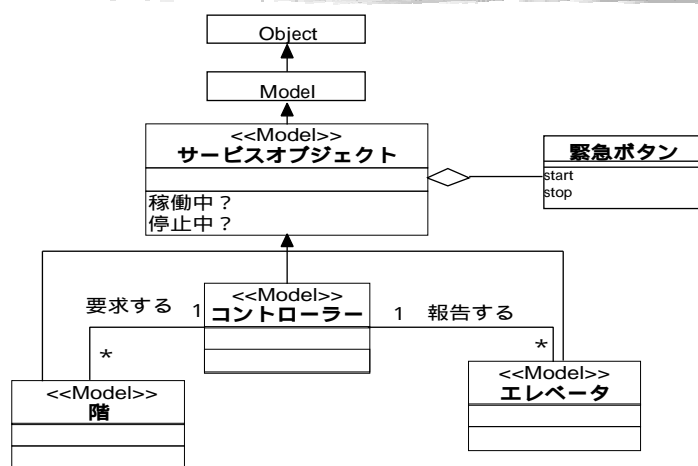 Object
Model
<<Model>>
サービスオブジェクト
稼働中？
停止中？
緊急ボタン
start
stop
要求する
1
<<Model>>
コントローラー
1
報告する
*
*
<<Model>>
階
<<Model>>
エレベータ